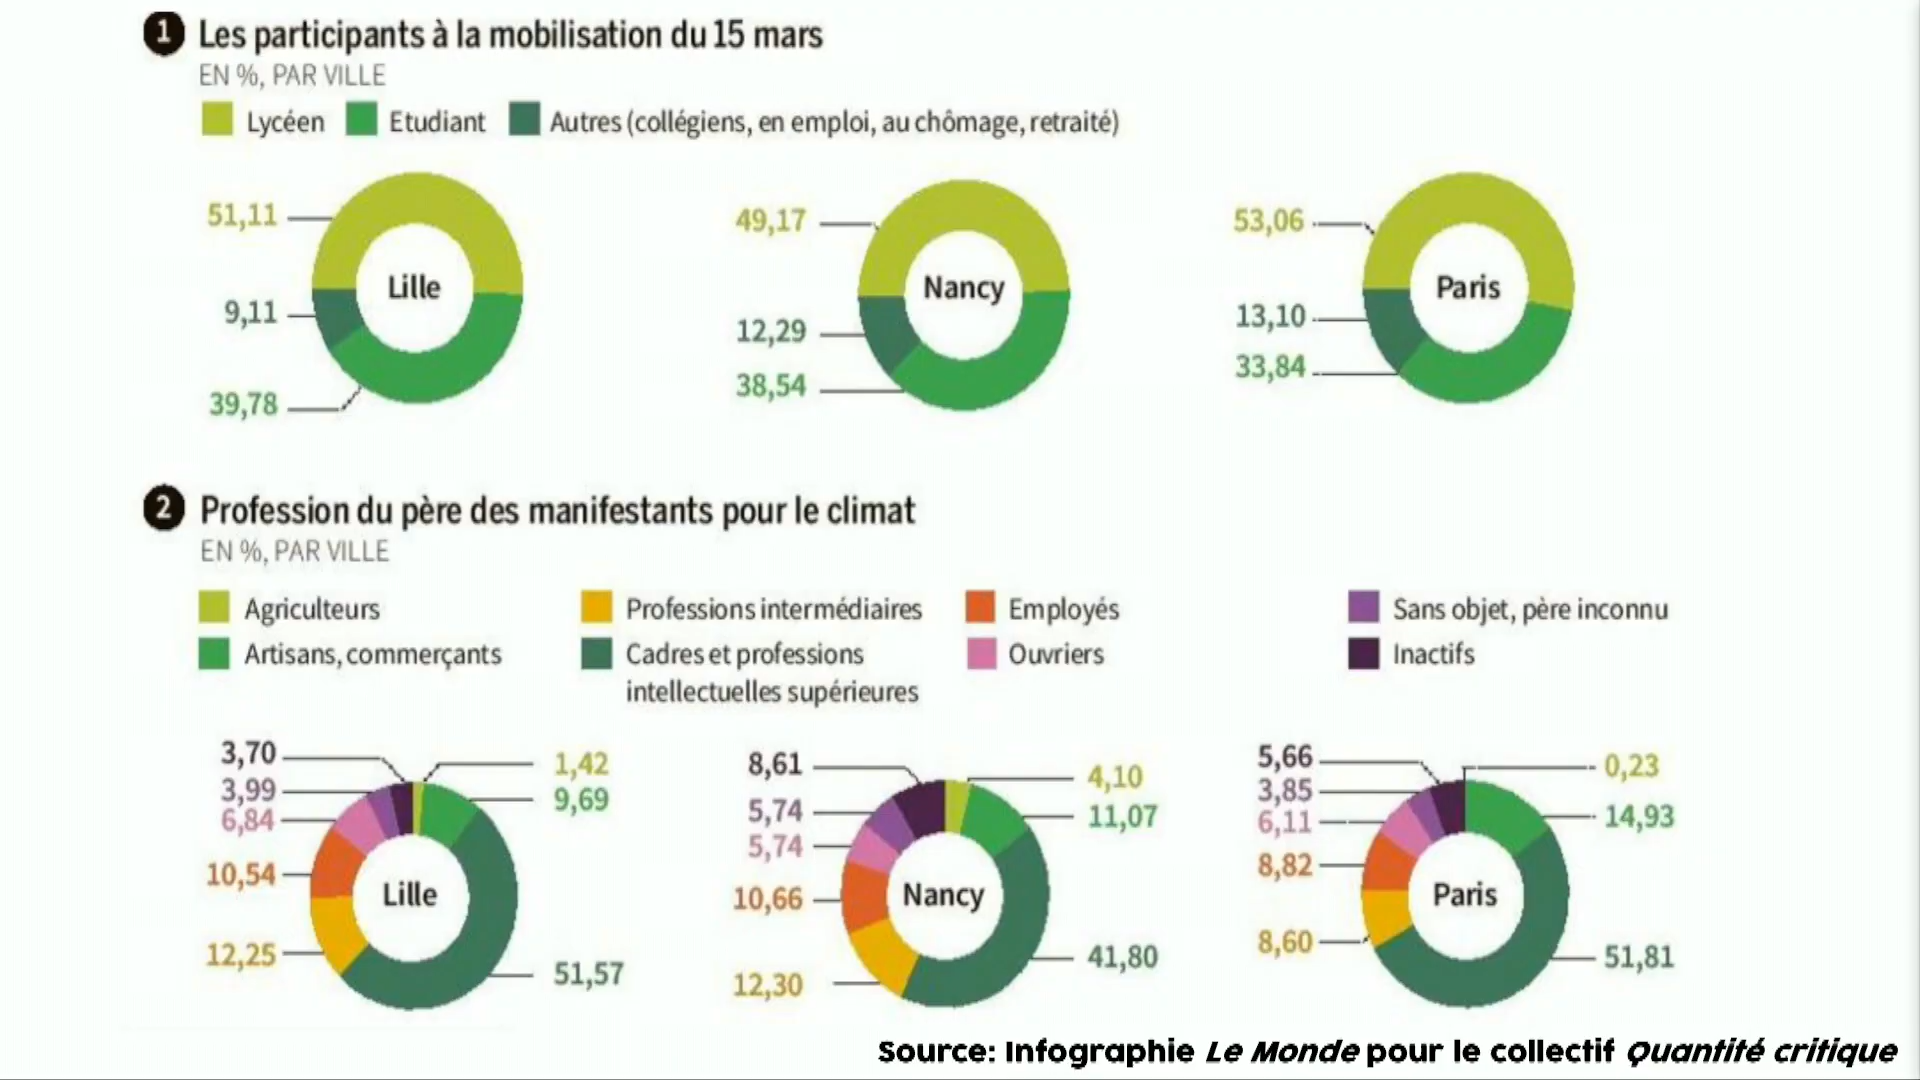 1 Les participants à la mobilisation du 15 mars
EN %, PAR VILLE
Lycéen Etudiant Autres (collégiens, en emploi, au chômage, retraité)
51,11
9,11
39,78
Lille
49,17
12,29
38,54
Nancy
53,06
13,10
33,84
Paris
2 Profession du père des manifestants pour le climat
EN %, PAR VILLE
Agriculteurs
Artisans, commerçants
Professions intermédiaires
Cadres et professions
intellectuelles supérieures
Employés
Ouvriers
Sans objet, père inconnu
Inactifs
3,70
3,99
6,84
10,54
12,25
Lille
1,42
9,69
51,57
8,61
5,74
5,74
10,66
12,30
Nancy
4,10
11,07
41,80
5,66
3,85
6,11
8,82
8,60
Paris
0,23
14,93
51,81
Source: Infographie Le Monde pour le collectif Quantité critique